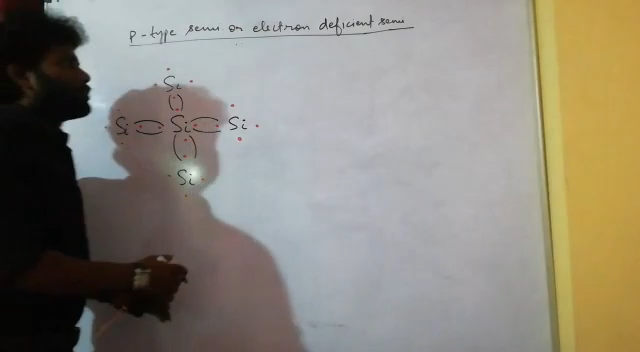 P-type semi or electron deficient semi
Si
Si Si Si
Si